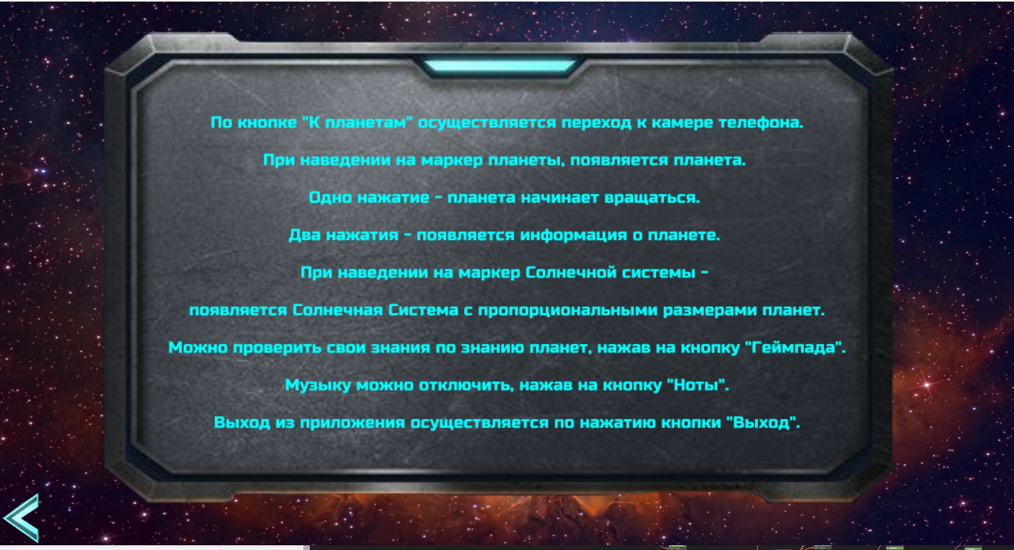 По кнопке "К планетам" осуществляется переход к камере телефона.
При наведении на маркер планеты, появляется планета.
Одно нажатие - планета начинает вращаться.
Два нажатия - появляется информация о планете.
При наведении на маркер Солнечной системы -
появляется Солнечная Система с пропорциональными размерами планет.
Можно проверить свои знания по знанию планет, нажав на кнопку "Геймпада".
Музыку можно отключить, нажав на кнопку "Ноты".
Выход из приложения осуществляется по нажатию кнопки "Выход".